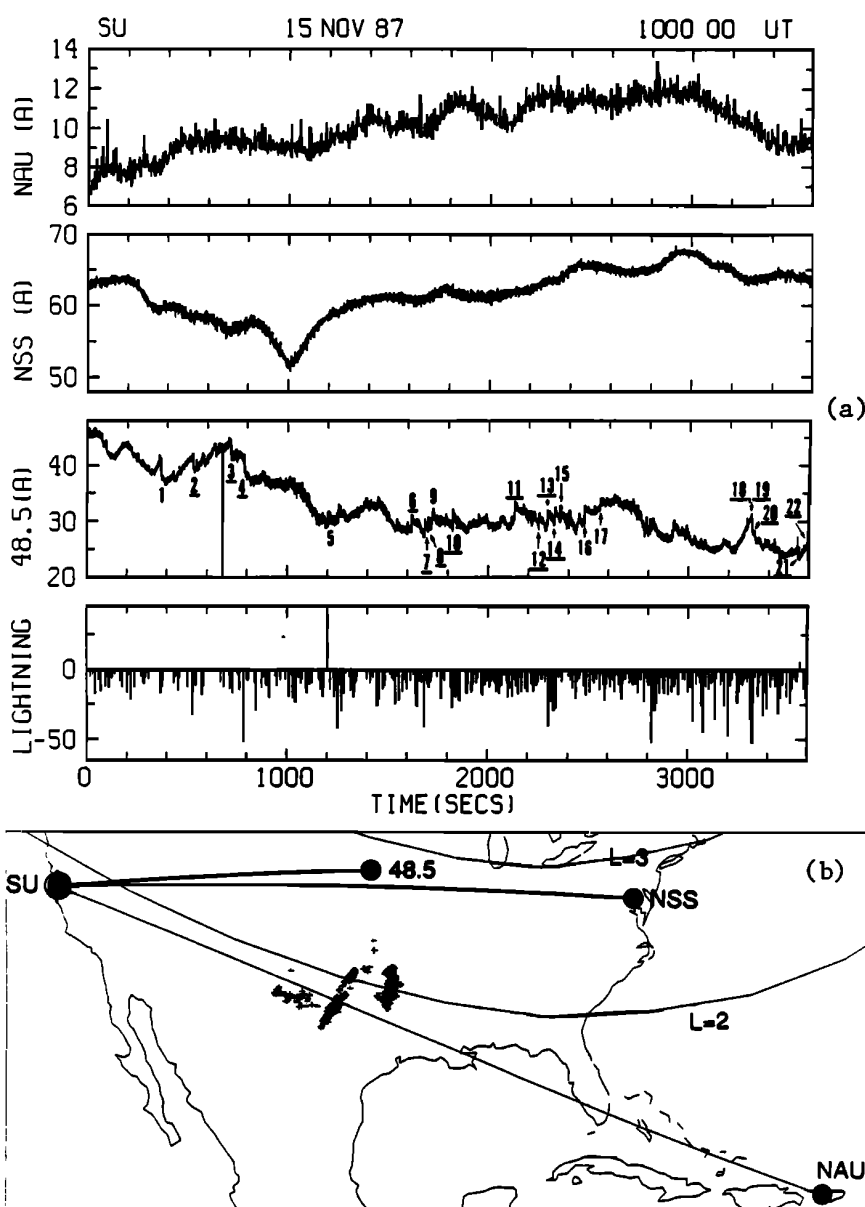 SU 15 NOV 87 1000 00 UT
14
12
10
8
6
NAU (A)
70
60
50
NSS (A)
(a)
40
30
20
48.5(A)
1 2 3 4 5 6 7 8 9 10 11 12 13 14 15 16 17 18 19 20 22
0
-50
LIGHTNING
0 1000 2000 3000
TIME(SECS)
(b)
L=3
SU
48.5
NSS
L=2
NAU